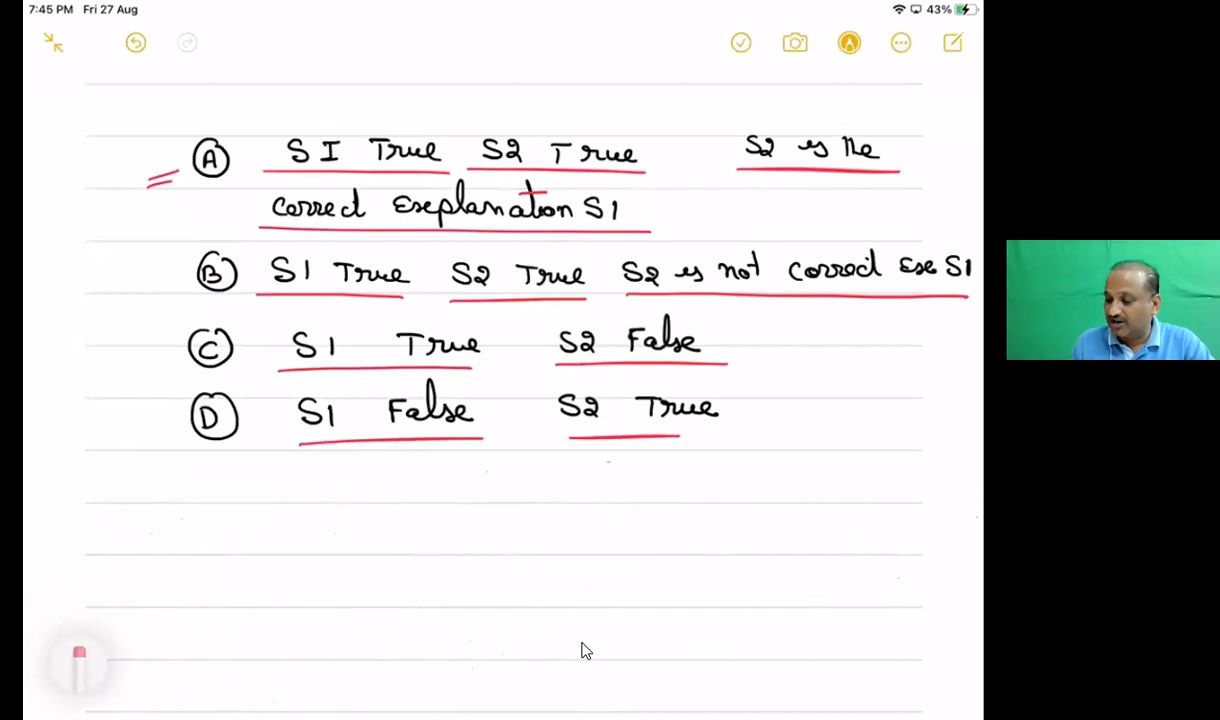 7:45 PM Fri 27 Aug
43%
A S I True S2 True S2 is the
correct Explanation S1
B S1 True S2 True S2 is not correct Exe S1
C S1 True S2 False
D S1 False S2 True